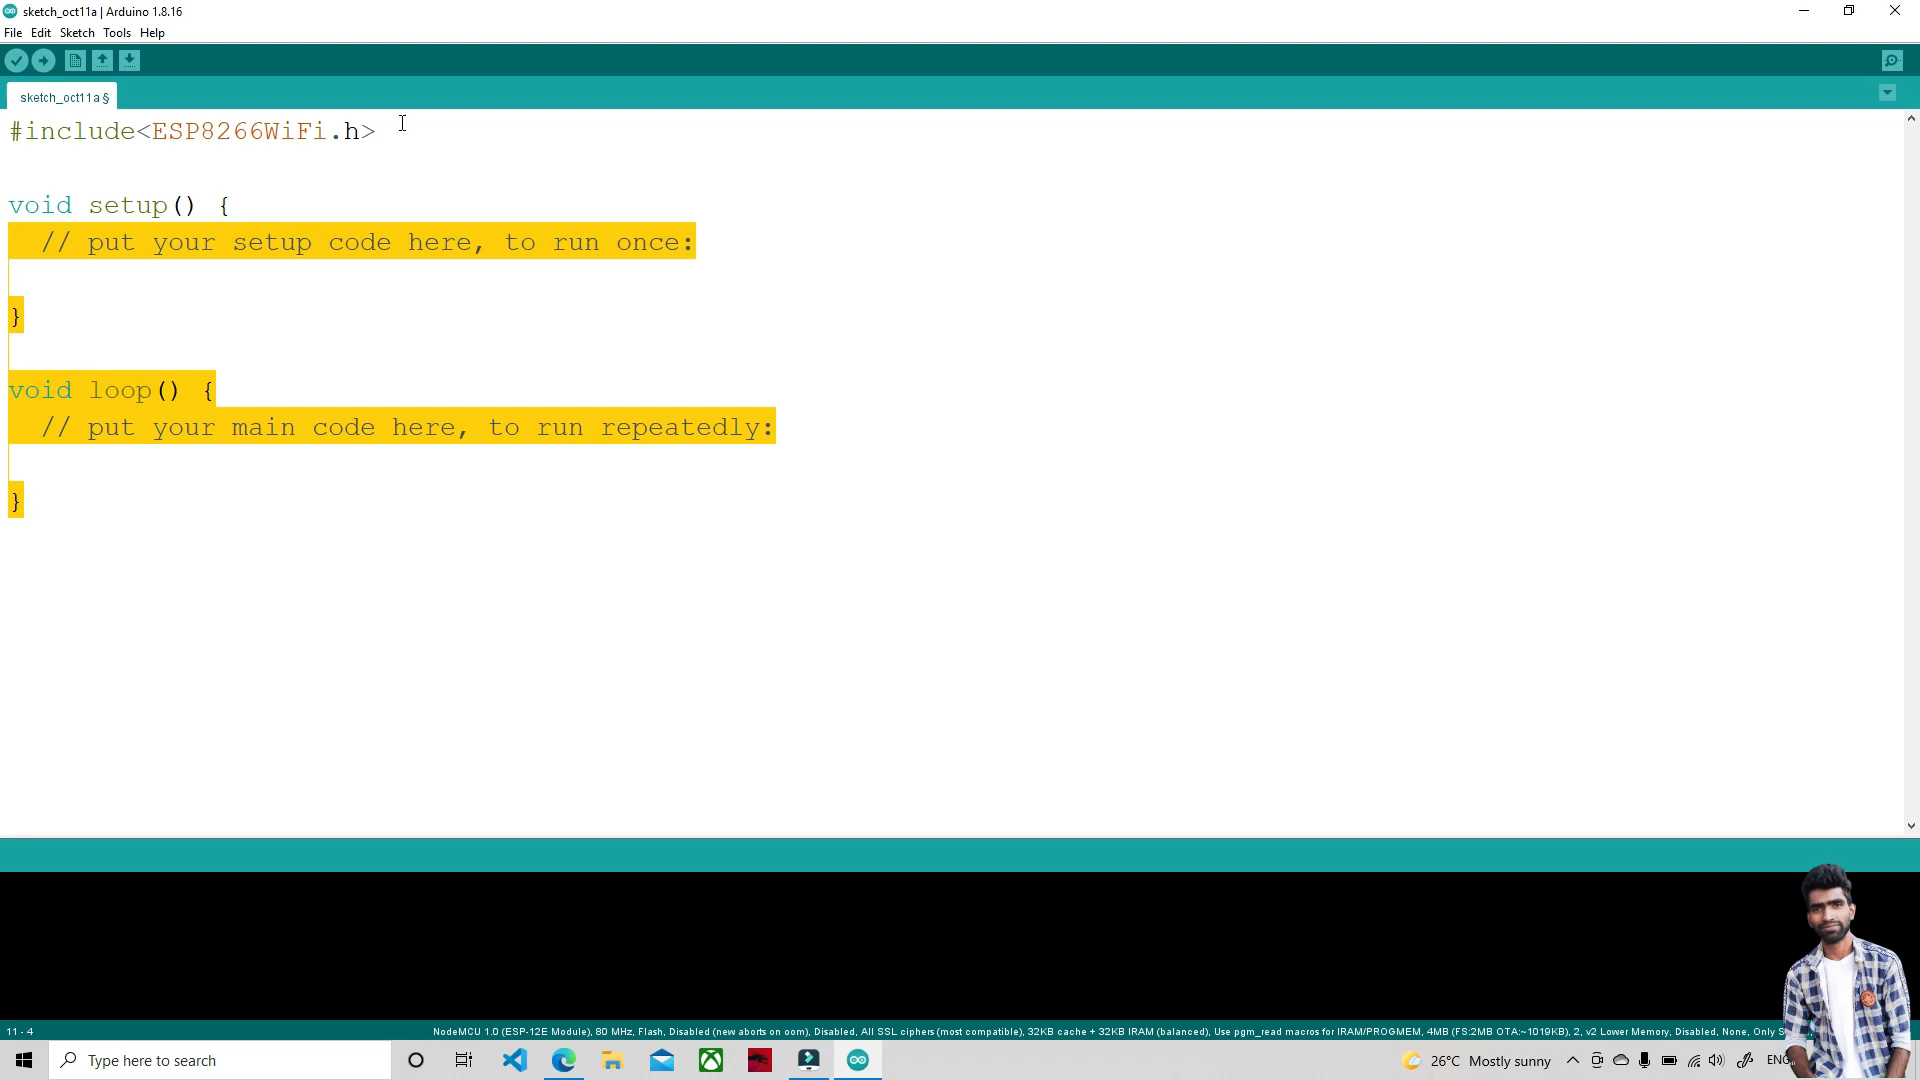 sketch_oct11a | Arduino 1.8.16
File Edit Sketch Tools Help
sketch_oct11a §
#include<ESP8266WiFi.h>
void setup() {
// put your setup code here, to run once:
}
void loop() {
// put your main code here, to run repeatedly:
}
11 - 4
NodeMCU 1.0 (ESP-12E Module), 80 MHz, Flash, Disabled (new aborts on oom), Disabled, All SSL ciphers (most compatible), 32KB cache + 32KB IRAM (balanced), Use pgm_read macros for IRAM/PROGMEM, 4MB (FS:2MB OTA:~1019KB), 2, v2 Lower Memory, Disabled, None, Only
Type here to search
26°C Mostly sunny
ENG